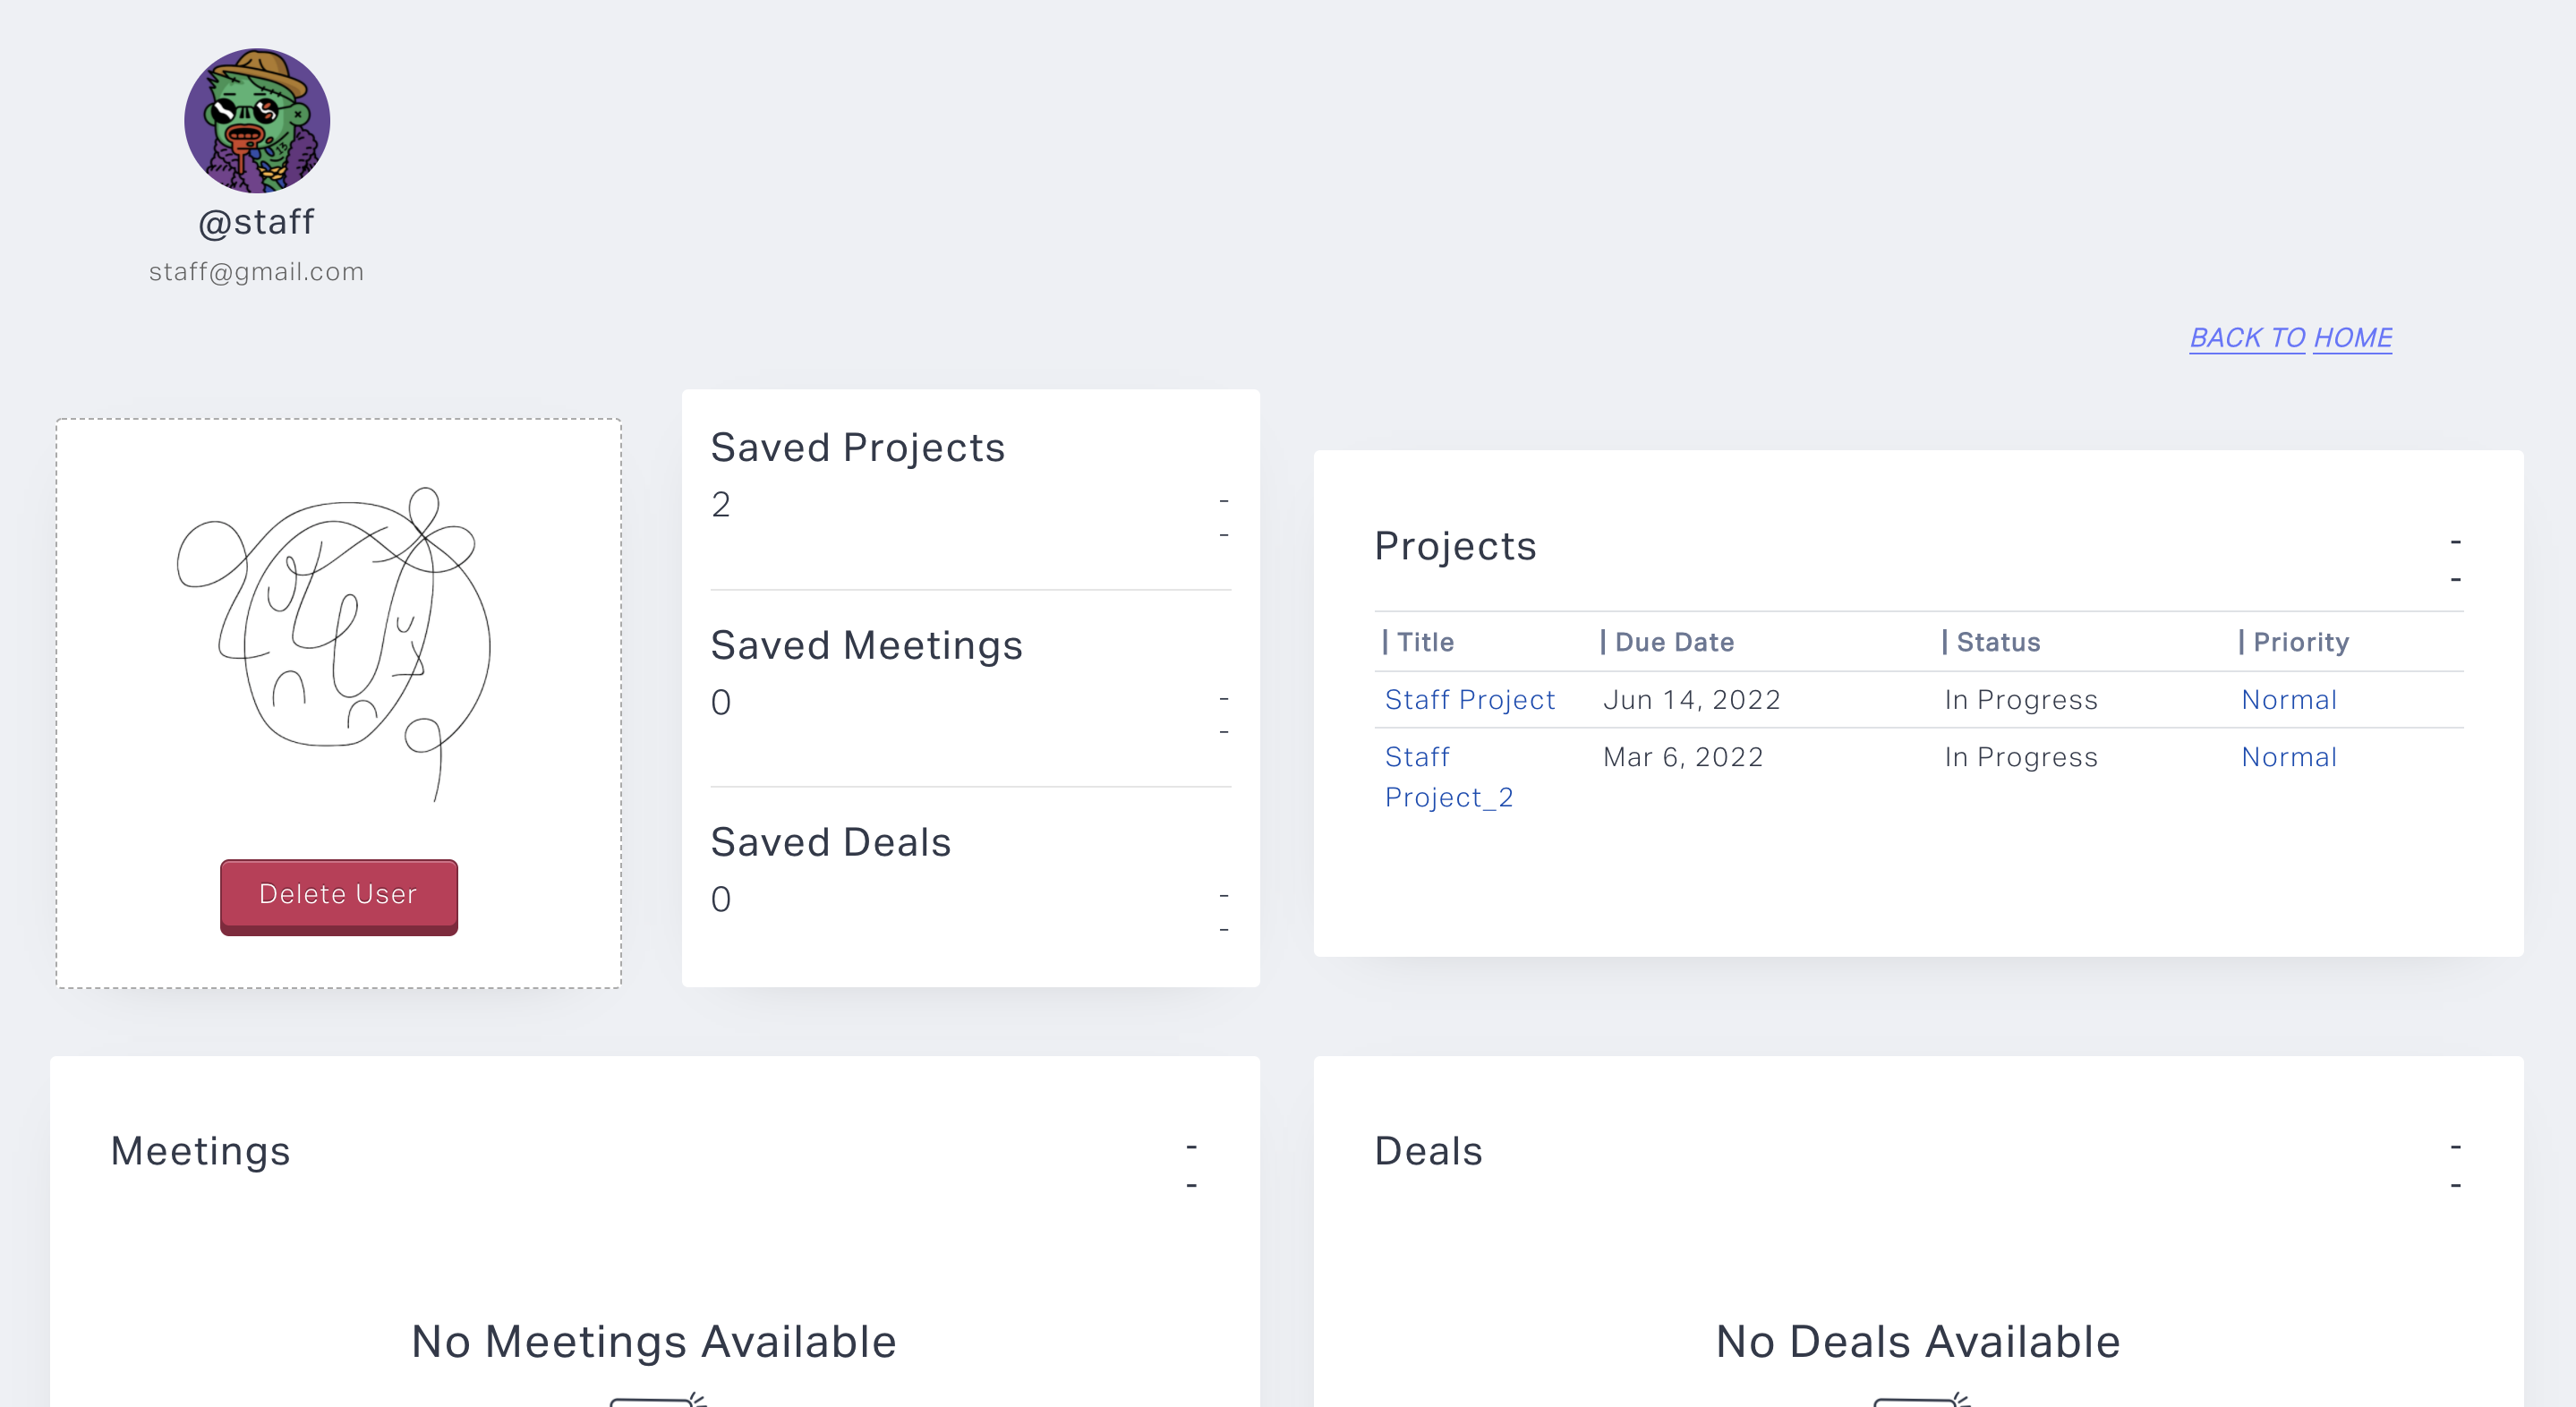 @staff
staff@gmail.com
BACK TO HOME
Delete User
Saved Projects
2
-
-
Saved Meetings
0
-
-
Saved Deals
0
-
-
Projects
-
-
| Title | Due Date | Status | Priority
Staff Project Jun 14, 2022 In Progress Normal
Staff Mar 6, 2022 In Progress Normal
Project_2
Meetings
-
-
No Meetings Available
Deals
-
-
No Deals Available